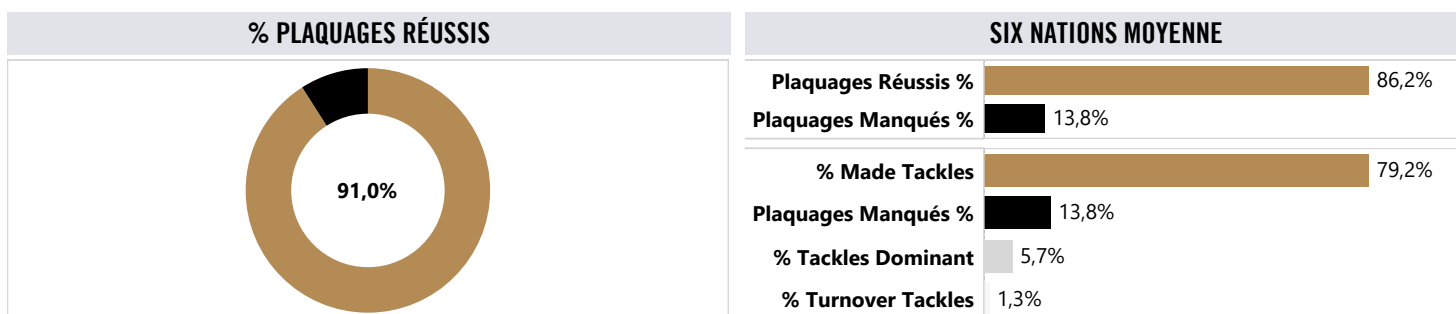 % PLAQUAGES RÉUSSIS
91,0%
SIX NATIONS MOYENNE
Plaquages Réussis % 86,2%
Plaquages Manqués % 13,8%
% Made Tackles 79,2%
Plaquages Manqués % 13,8%
% Tackles Dominant 5,7%
% Turnover Tackles 1,3%